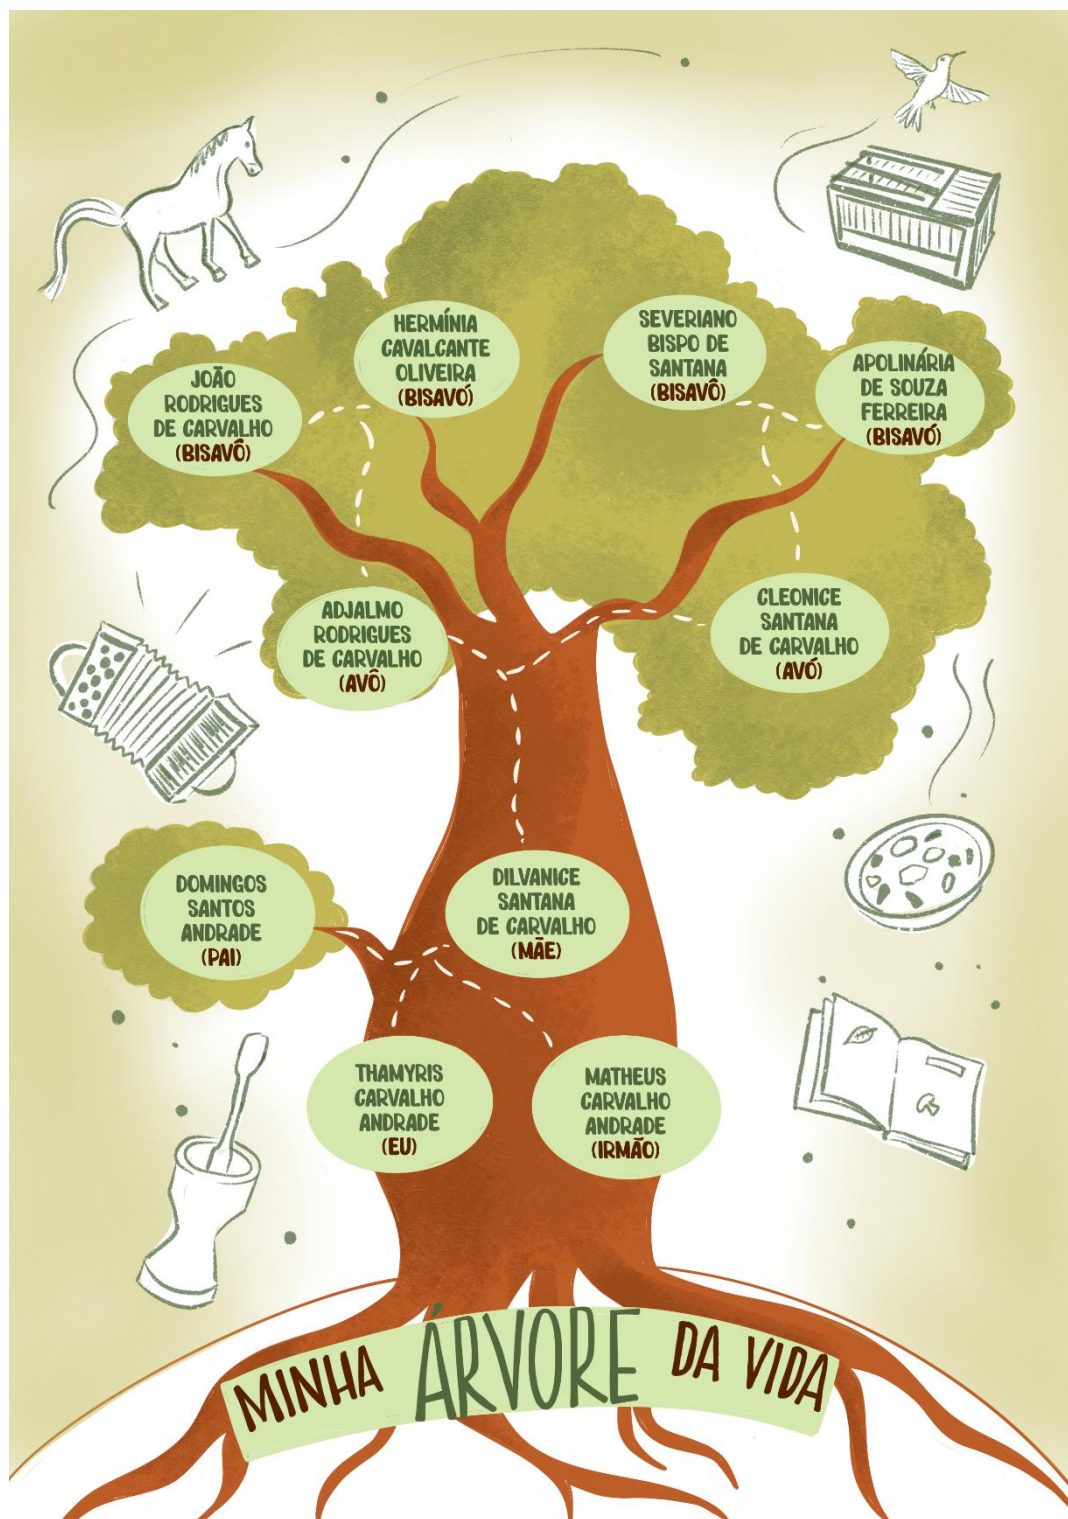 HERMÍNIA
CAVALCANTE
OLIVEIRA
(BISAVÓ)
SEVERIANO
BISPO DE
SANTANA
(BISAVÔ)
JOÃO
RODRIGUES
DE CARVALHO
(BISAVÔ)
APOLINÁRIA
DE SOUZA
FERREIRA
(BISAVÓ)
ADJALMO
RODRIGUES
DE CARVALHO
(AVÔ)
CLEONICE
SANTANA
DE CARVALHO
(AVÓ)
DOMINGOS
SANTOS
ANDRADE
(PAI)
DILVANICE
SANTANA
DE CARVALHO
(MÃE)
THAMYRIS
CARVALHO
ANDRADE
(EU)
MATHEUS
CARVALHO
ANDRADE
(IRMÃO)
MINHA ÁRVORE DA VIDA